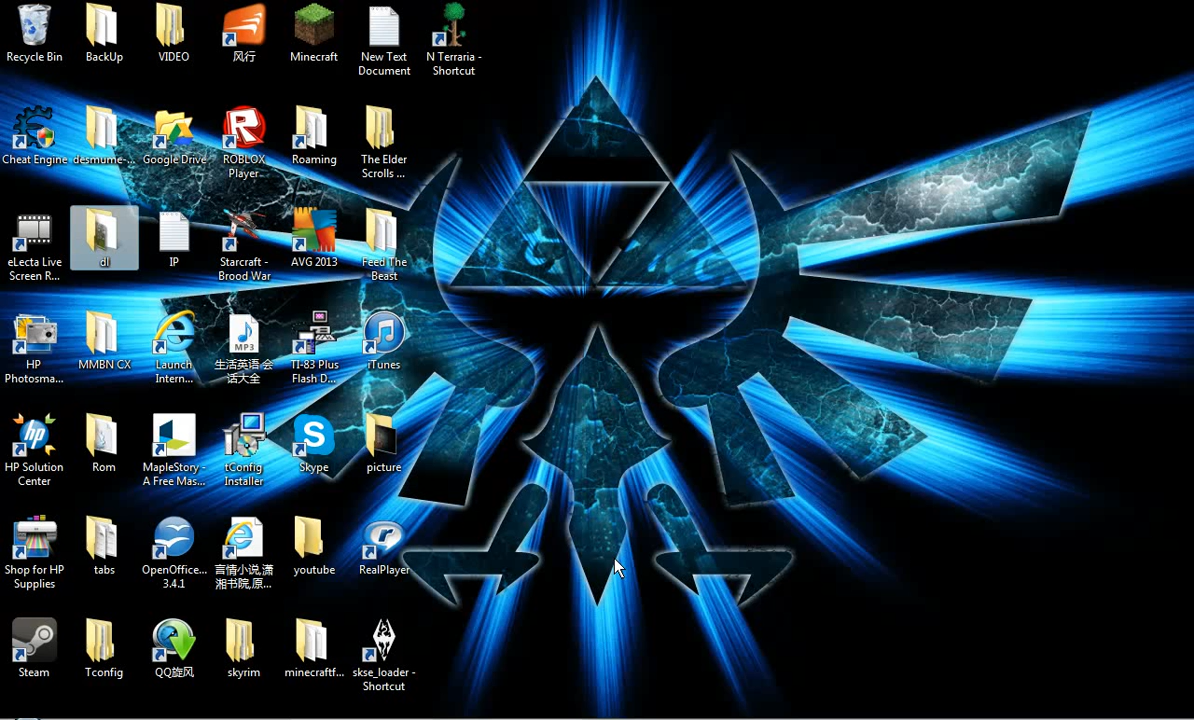 Recycle Bin
BackUp
VIDEO
风行
Minecraft
New Text
Document
N Terraria -
Shortcut
Cheat Engine
desmume-...
Google Drive
ROBLOX
Player
Roaming
The Elder
Scrolls ...
eLecta Live
Screen R...
dl
IP
Starcraft -
Brood War
AVG 2013
Feed The
Beast
HP
Photosma...
MMBN CX
Launch
Intern...
MP3
生活英语 会
话大全
TI-83 Plus
Flash D...
iTunes
hp
HP Solution
Center
Rom
MapleStory -
A Free Mas...
tConfig
Installer
S
Skype
picture
Shop for HP
Supplies
tabs
OpenOffice...
3.4.1
言情小说,潇
湘书院,原...
youtube
RealPlayer
Steam
Tconfig
QQ旋风
skyrim
minecraftf...
skse_loader -
Shortcut